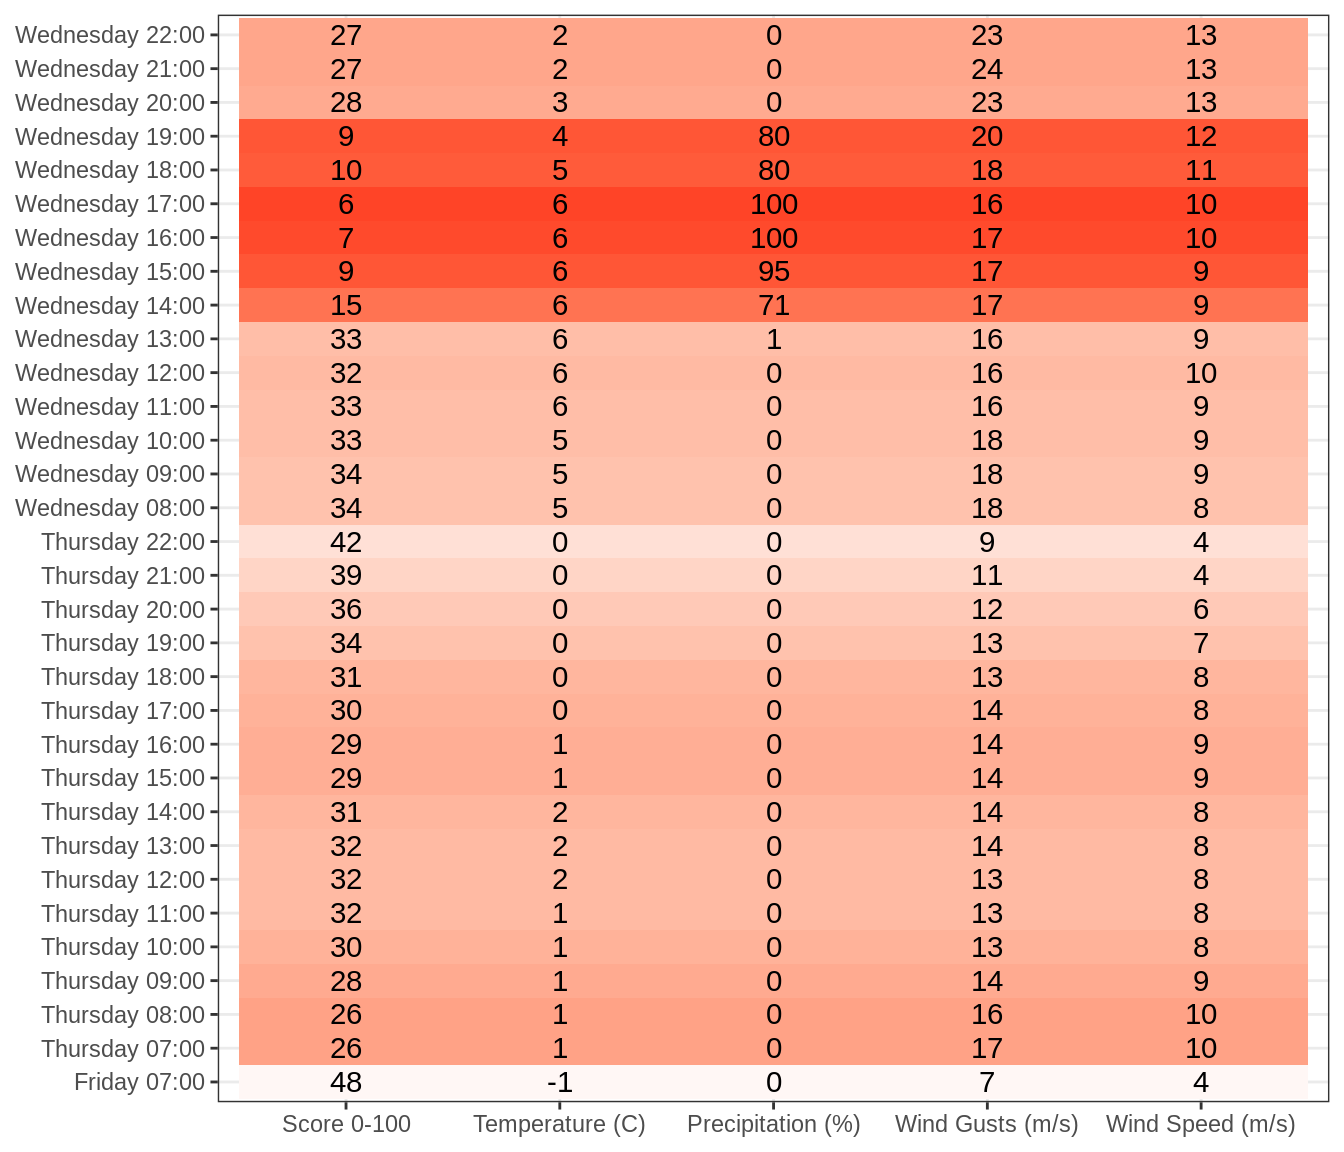 Wednesday 22:00 27 2 0 23 13
Wednesday 21:00 27 2 0 24 13
Wednesday 20:00 28 3 0 23 13
Wednesday 19:00 9 4 80 20 12
Wednesday 18:00 10 5 80 18 11
Wednesday 17:00 6 6 100 16 10
Wednesday 16:00 7 6 100 17 10
Wednesday 15:00 9 6 95 17 9
Wednesday 14:00 15 6 71 17 9
Wednesday 13:00 33 6 1 16 9
Wednesday 12:00 32 6 0 16 10
Wednesday 11:00 33 6 0 16 9
Wednesday 10:00 33 5 0 18 9
Wednesday 09:00 34 5 0 18 9
Wednesday 08:00 34 5 0 18 8
Thursday 22:00 42 0 0 9 4
Thursday 21:00 39 0 0 11 4
Thursday 20:00 36 0 0 12 6
Thursday 19:00 34 0 0 13 7
Thursday 18:00 31 0 0 13 8
Thursday 17:00 30 0 0 14 8
Thursday 16:00 29 1 0 14 9
Thursday 15:00 29 1 0 14 9
Thursday 14:00 31 2 0 14 8
Thursday 13:00 32 2 0 14 8
Thursday 12:00 32 2 0 13 8
Thursday 11:00 32 1 0 13 8
Thursday 10:00 30 1 0 13 8
Thursday 09:00 28 1 0 14 9
Thursday 08:00 26 1 0 16 10
Thursday 07:00 26 1 0 17 10
Friday 07:00 48 -1 0 7 4
Score 0-100 Temperature (C) Precipitation (%) Wind Gusts (m/s) Wind Speed (m/s)